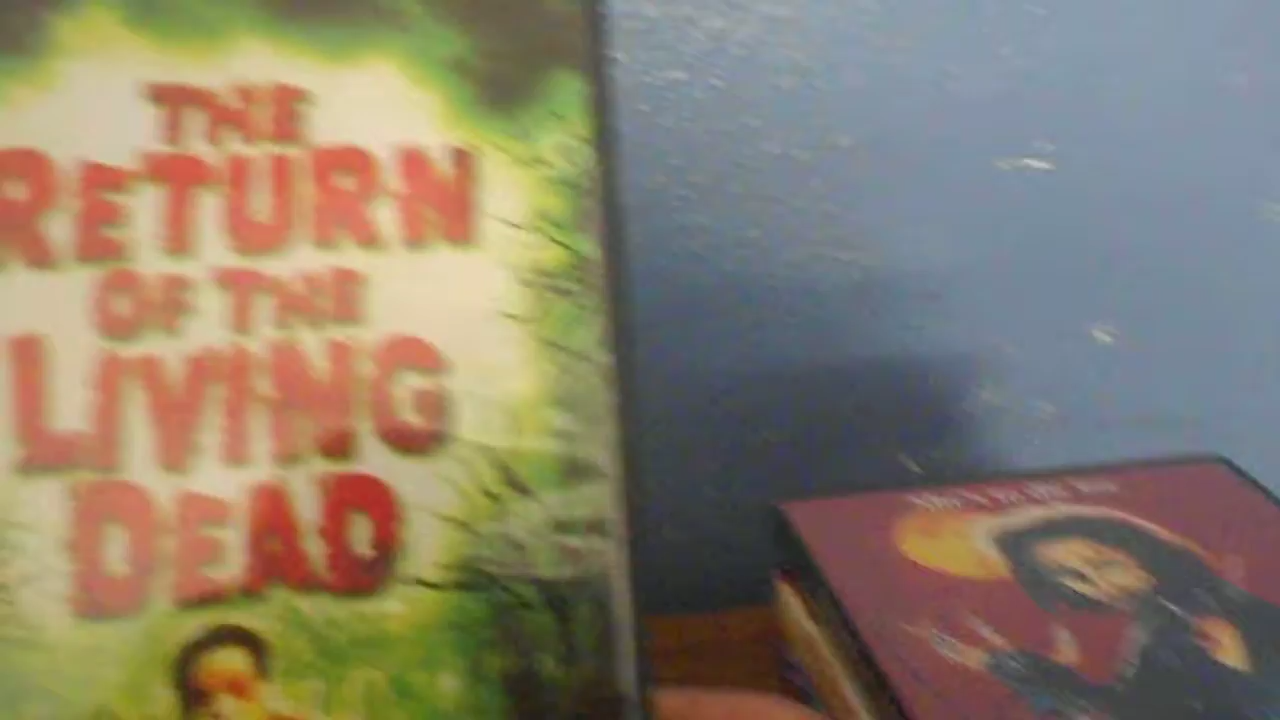 THE
RETURN
OF THE
LIVING
DEAD